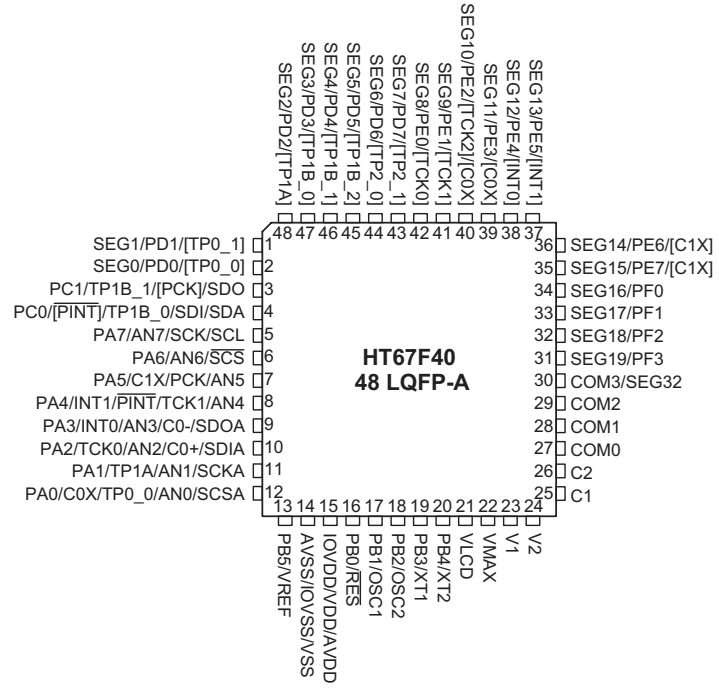 SEG2/PD2/[TP1A]
SEG3/PD3/[TP1B_0]
SEG4/PD4/[TP1B_1]
SEG5/PD5/[TP1B_2]
SEG6/PD6/[TP2_0]
SEG7/PD7/[TP2_1]
SEG8/PE0/[TCK0]
SEG9/PE1/[TCK1]
SEG10/PE2/[TCK2]/[C0X]
SEG11/PE3/[C0X]
SEG12/PE4/[INT0]
SEG13/PE5/[INT1]
48 47 46 45 44 43 42 41 40 39 38 37
SEG1/PD1/[TP0_1] 1
SEG0/PD0/[TP0_0] 2
PC1/TP1B_1/[PCK]/SDO 3
PC0/[PINT]/TP1B_0/SDI/SDA 4
PA7/AN7/SCK/SCL 5
PA6/AN6/SCS 6
PA5/C1X/PCK/AN5 7
PA4/INT1/PINT/TCK1/AN4 8
PA3/INT0/AN3/C0-/SDOA 9
PA2/TCK0/AN2/C0+/SDIA 10
PA1/TP1A/AN1/SCKA 11
PA0/C0X/TP0_0/AN0/SCSA 12
HT67F40
48 LQFP-A
36 SEG14/PE6/[C1X]
35 SEG15/PE7/[C1X]
34 SEG16/PF0
33 SEG17/PF1
32 SEG18/PF2
31 SEG19/PF3
30 COM3/SEG32
29 COM2
28 COM1
27 COM0
26 C2
25 C1
13 14 15 16 17 18 19 20 21 22 23 24
PB5/VREF
AVSS/IOVSS/VSS
IOVDD/VDD/AVDD
PB0/RES
PB1/OSC1
PB2/OSC2
PB3/XT1
PB4/XT2
VLCD
VMAX
V1
V2